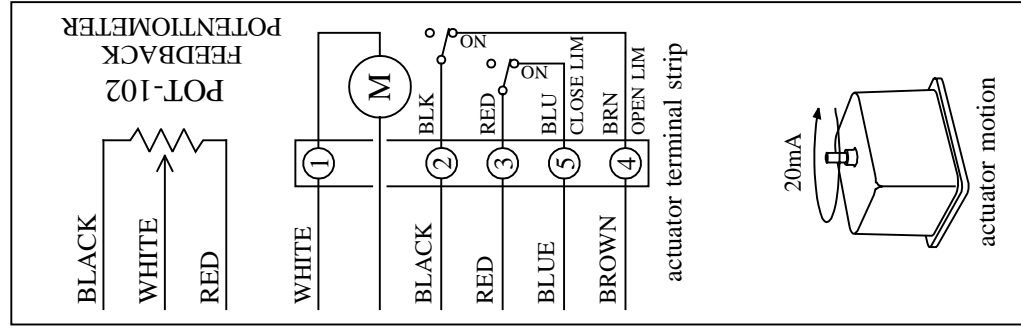 POT-102
FEEDBACK
POTENTIOMETER
BLACK
WHITE
RED
M
ON
ON
BLK
RED
BLU
CLOSE LIM
BRN
OPEN LIM
1
2
3
5
4
WHITE
BLACK
RED
BLUE
BROWN
actuator terminal strip
20mA
actuator motion